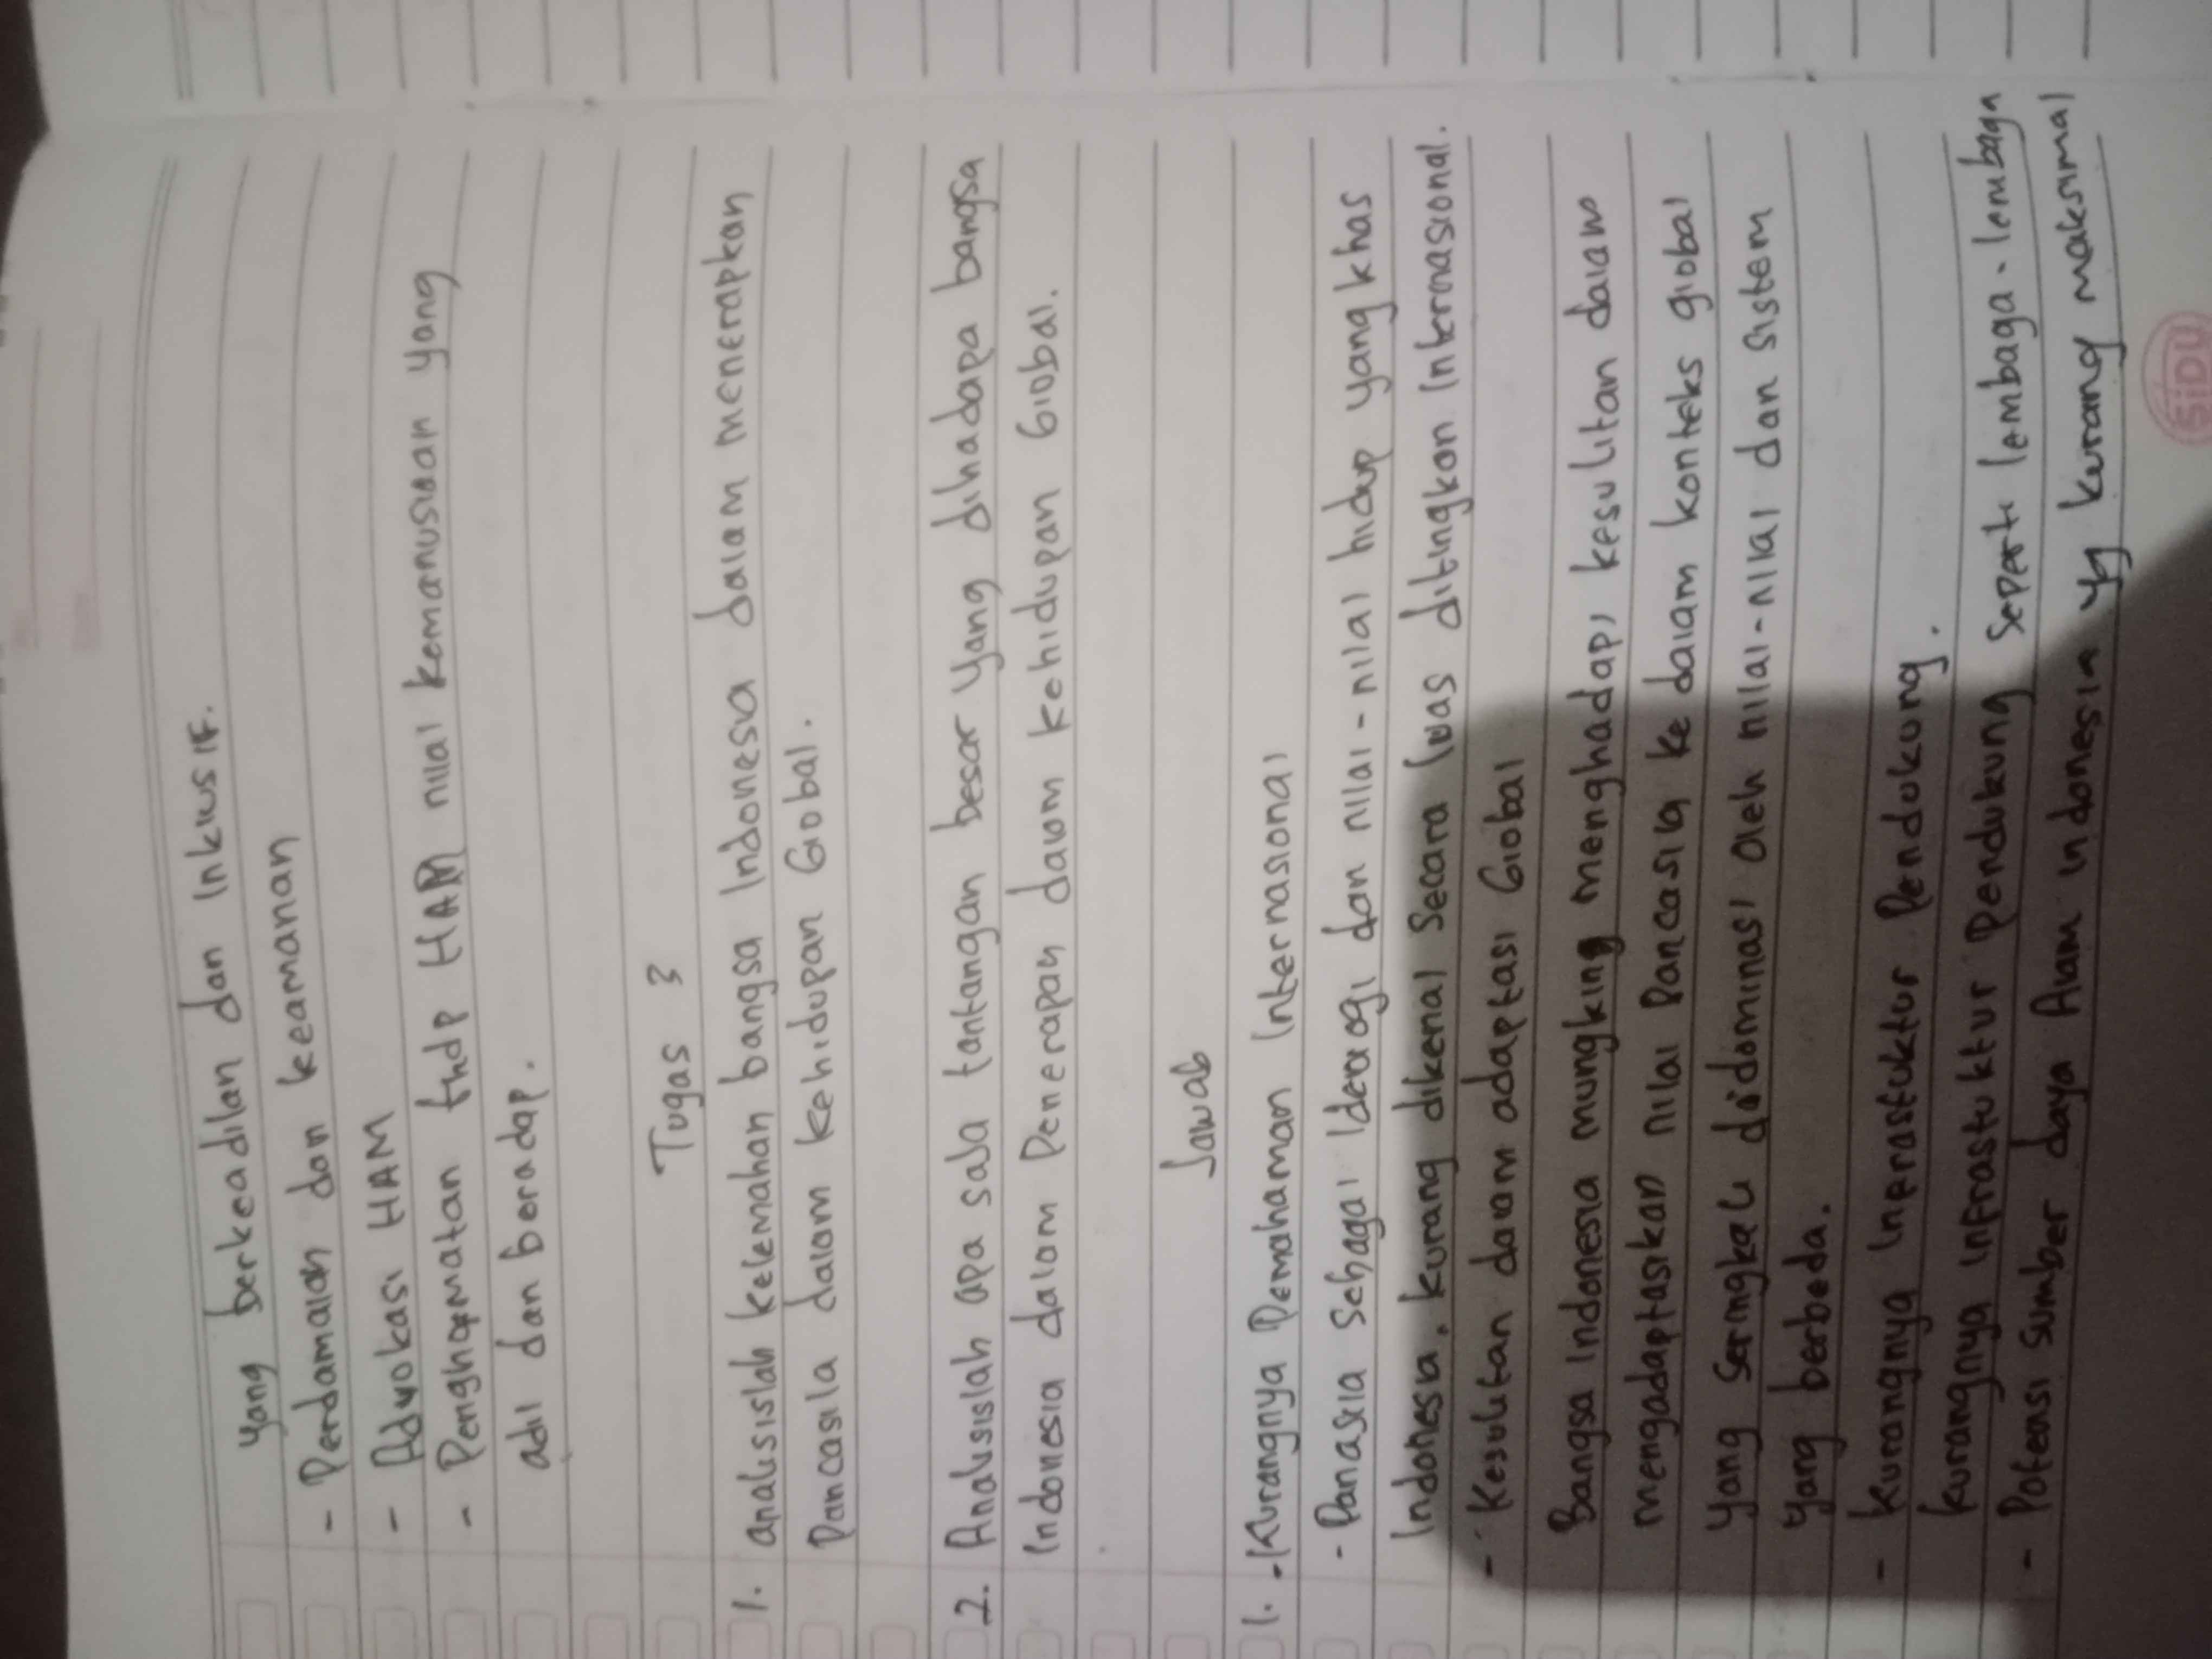 yang berkeadilan dan inklusif.
- Perdamaian dan keamanan
- Advokasi HAM
- Penghormatan thdp HAM nilai kemanusiaan yang
adil dan beradap.
Tugas 3
1. analisislah kelemahan bangsa Indonesia dalam menerapkan
Pancasila dalam kehidupan Global.
2. Analisislah apa saja tantangan besar yang dihadapa bangsa
Indonesia dalam Penerapan dalam kehidupan Global.
Jawab
1. -Kurangnya Pemahaman Internasional
- Panasila Sebagai Ideologi dan nilai-nilai hidup yang khas
Indonesia. kurang dikenal Secara luas ditingkan Internasional.
- Kesulitan dalam adaptasi Global
Bangsa Indonesia mungking menghadapi kesulitan dalam
mengadaptasikan nilai Pancasila ke dalam konteks global
yang seringkali didominasi oleh nilai-nilai dan sistem
yang berbeda.
- Kurangnya Infrastuktur Pendukung.
kurangnya infrastuktur pendukung seperti lembaga-lembaga
- Potensi sumber daya Alam indonesia yg kurang maksimal
SiDU